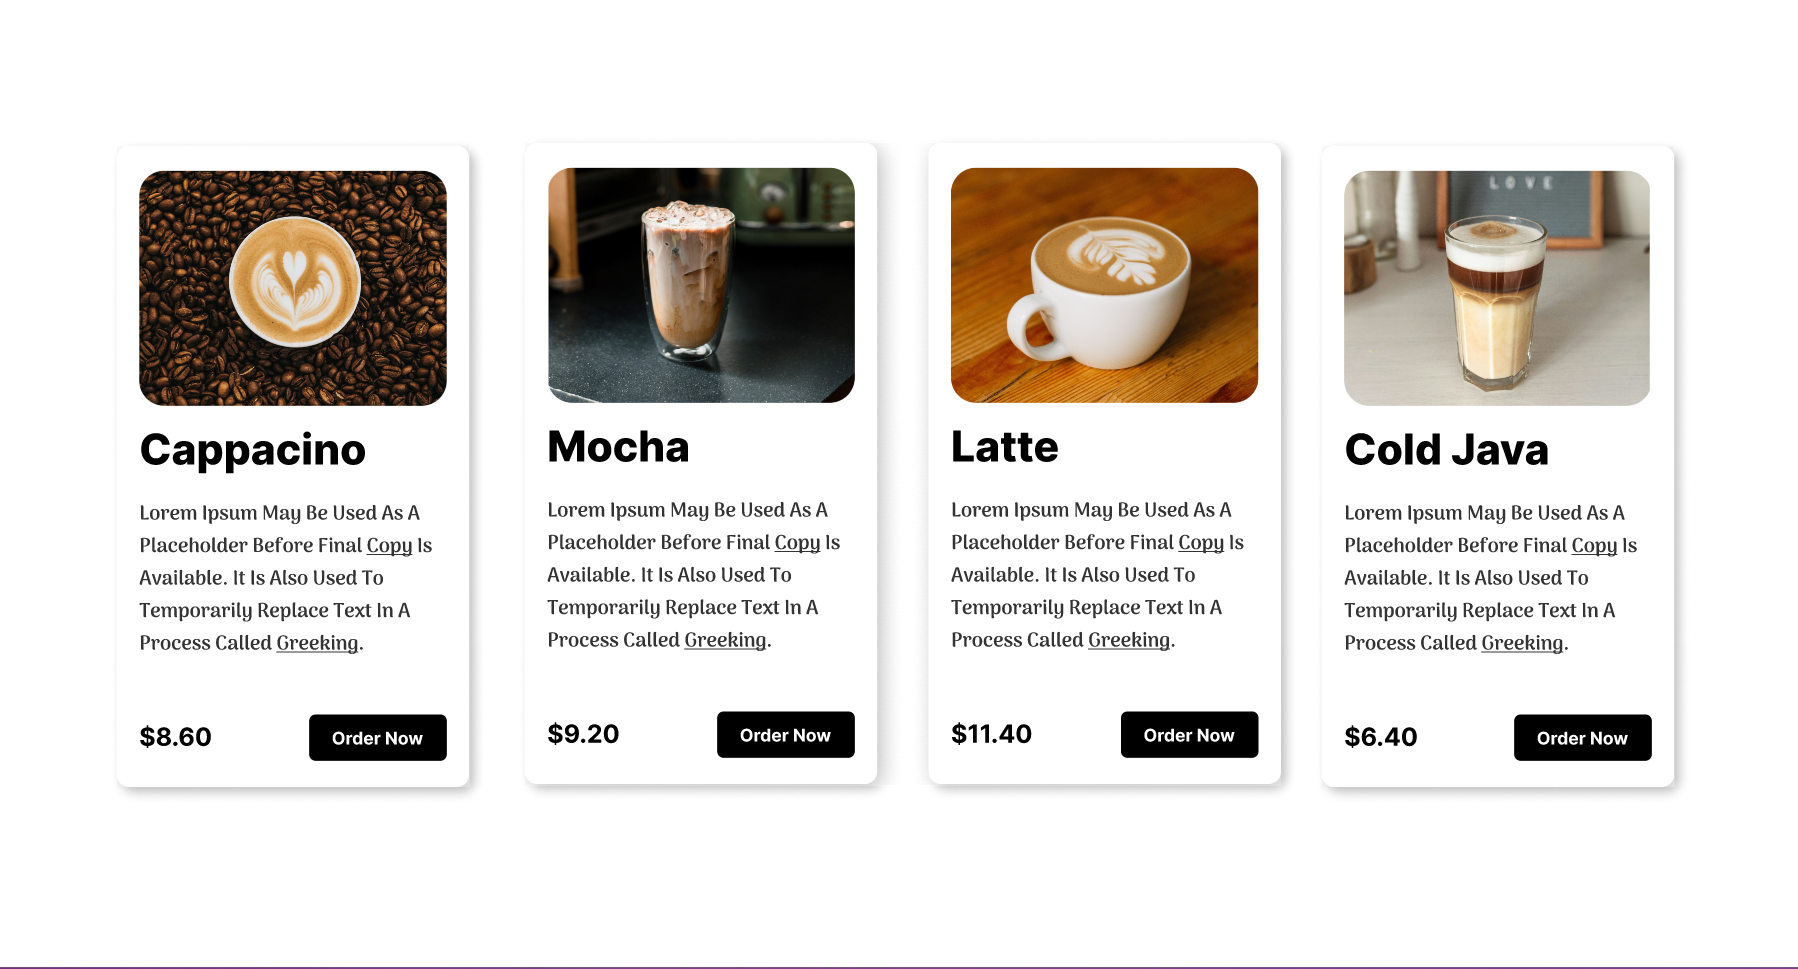 Cappacino
Lorem Ipsum May Be Used As A
Placeholder Before Final Copy Is
Available. It Is Also Used To
Temporarily Replace Text In A
Process Called Greeking.
$8.60
Order Now
Mocha
Lorem Ipsum May Be Used As A
Placeholder Before Final Copy Is
Available. It Is Also Used To
Temporarily Replace Text In A
Process Called Greeking.
$9.20
Order Now
Latte
Lorem Ipsum May Be Used As A
Placeholder Before Final Copy Is
Available. It Is Also Used To
Temporarily Replace Text In A
Process Called Greeking.
$11.40
Order Now
LOVE
Cold Java
Lorem Ipsum May Be Used As A
Placeholder Before Final Copy Is
Available. It Is Also Used To
Temporarily Replace Text In A
Process Called Greeking.
$6.40
Order Now